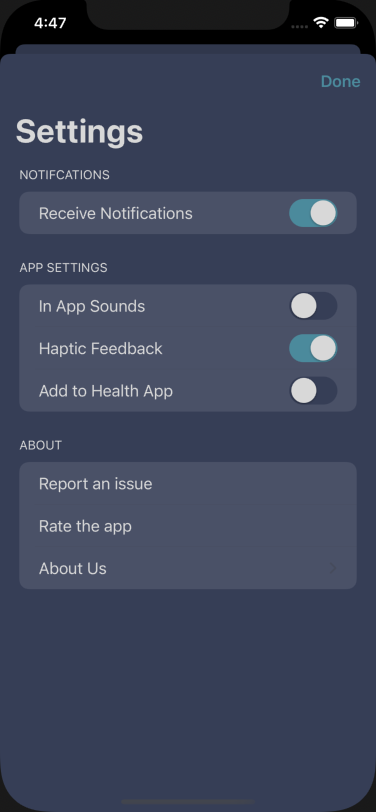 4:47
Done
Settings
NOTIFCATIONS
Receive Notifications
APP SETTINGS
In App Sounds
Haptic Feedback
Add to Health App
ABOUT
Report an issue
Rate the app
About Us